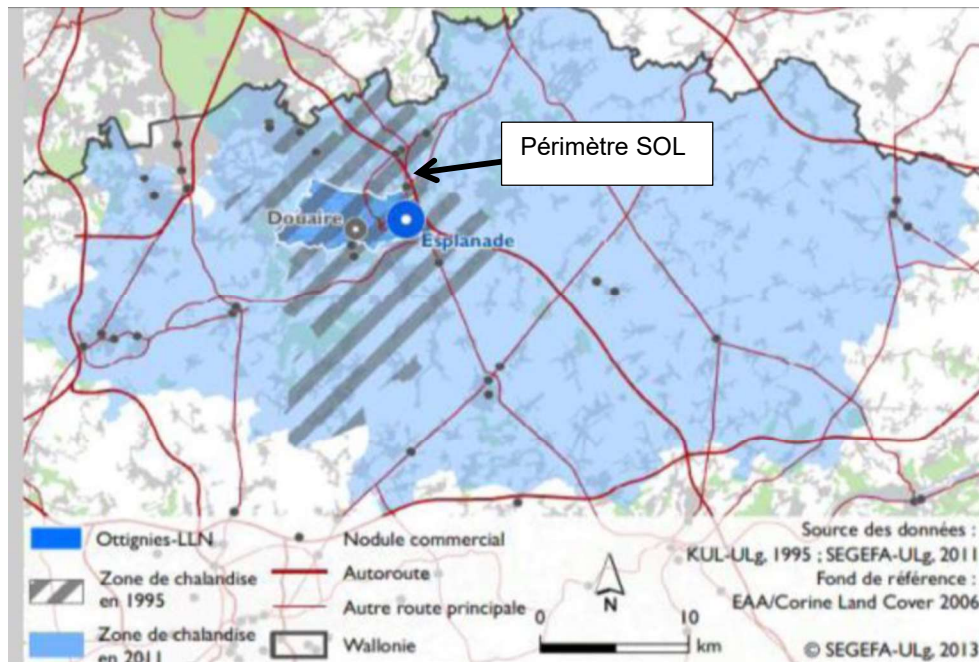 Périmètre SOL
Douaire
Esplanade
Ottignies-LLN
Zone de chalandise
en 1995
Zone de chalandise
en 2011
Nodule commercial
Autoroute
Autre route principale
Wallonie
N
0 10
km
Source des données :
KUL-ULg, 1995 ; SEGEFA-ULg, 2011
Fond de référence :
EAA/Corine Land Cover 2006
© SEGEFA-ULg, 2013